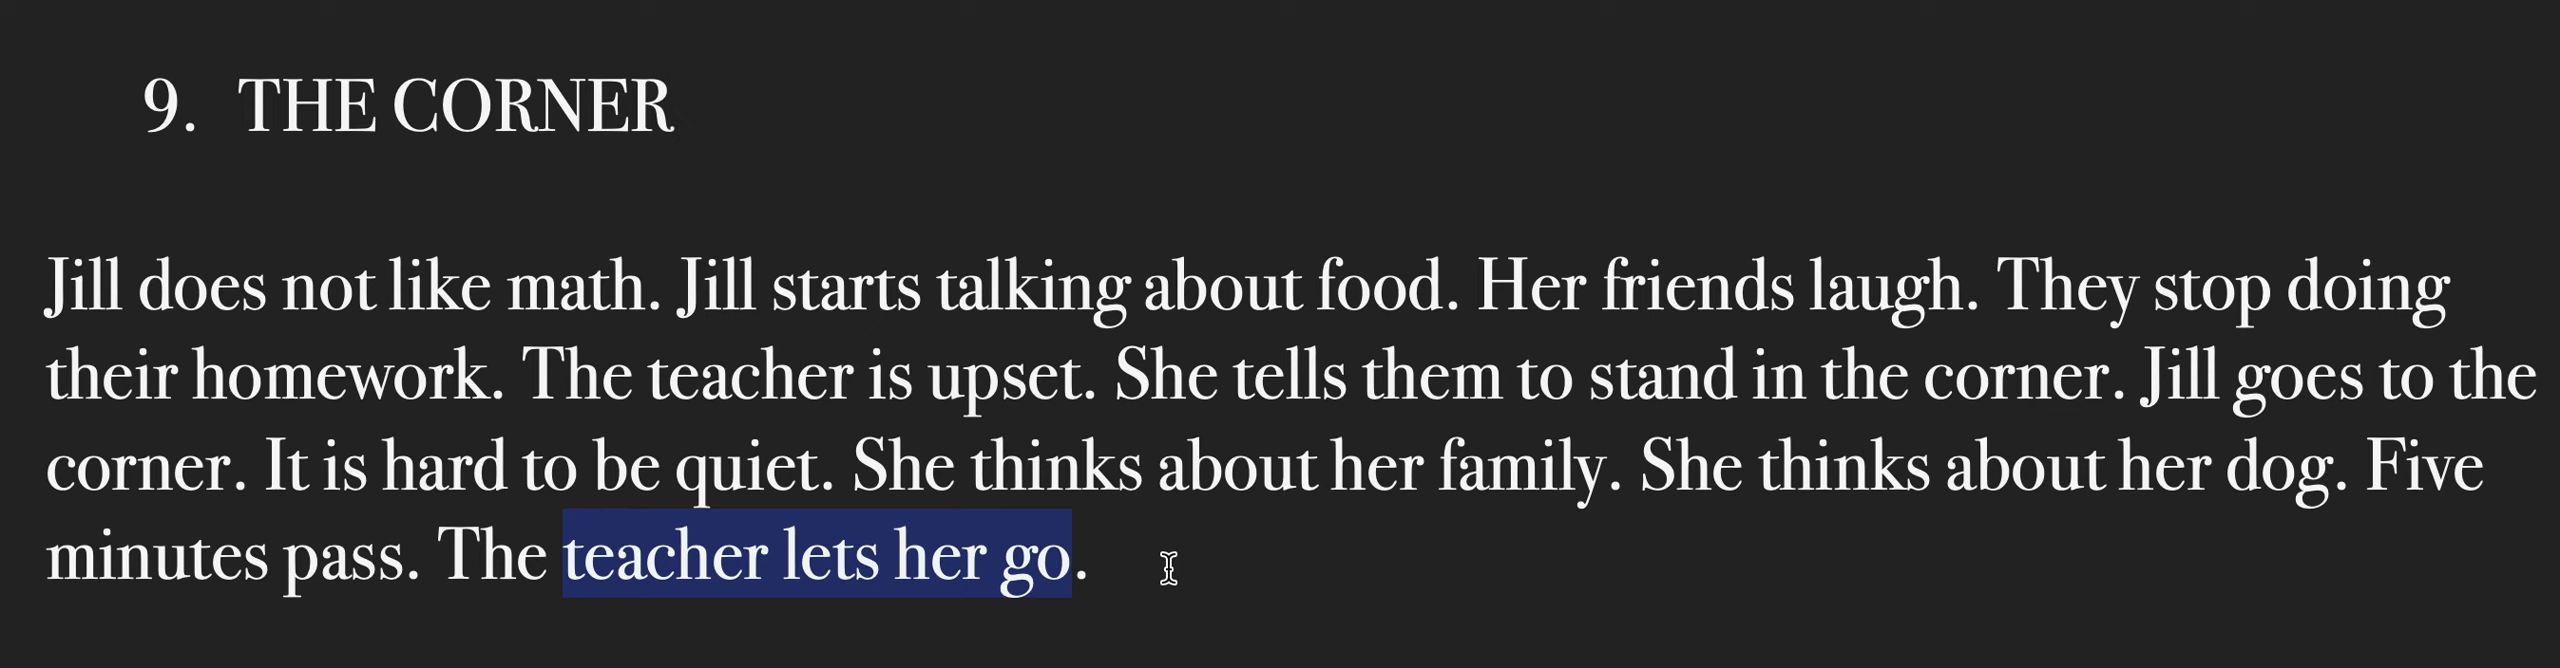 9. THE CORNER
Jill does not like math. Jill starts talking about food. Her friends laugh. They stop doing
their homework. The teacher is upset. She tells them to stand in the corner. Jill goes to the
corner. It is hard to be quiet. She thinks about her family. She thinks about her dog. Five
minutes pass. The teacher lets her go.